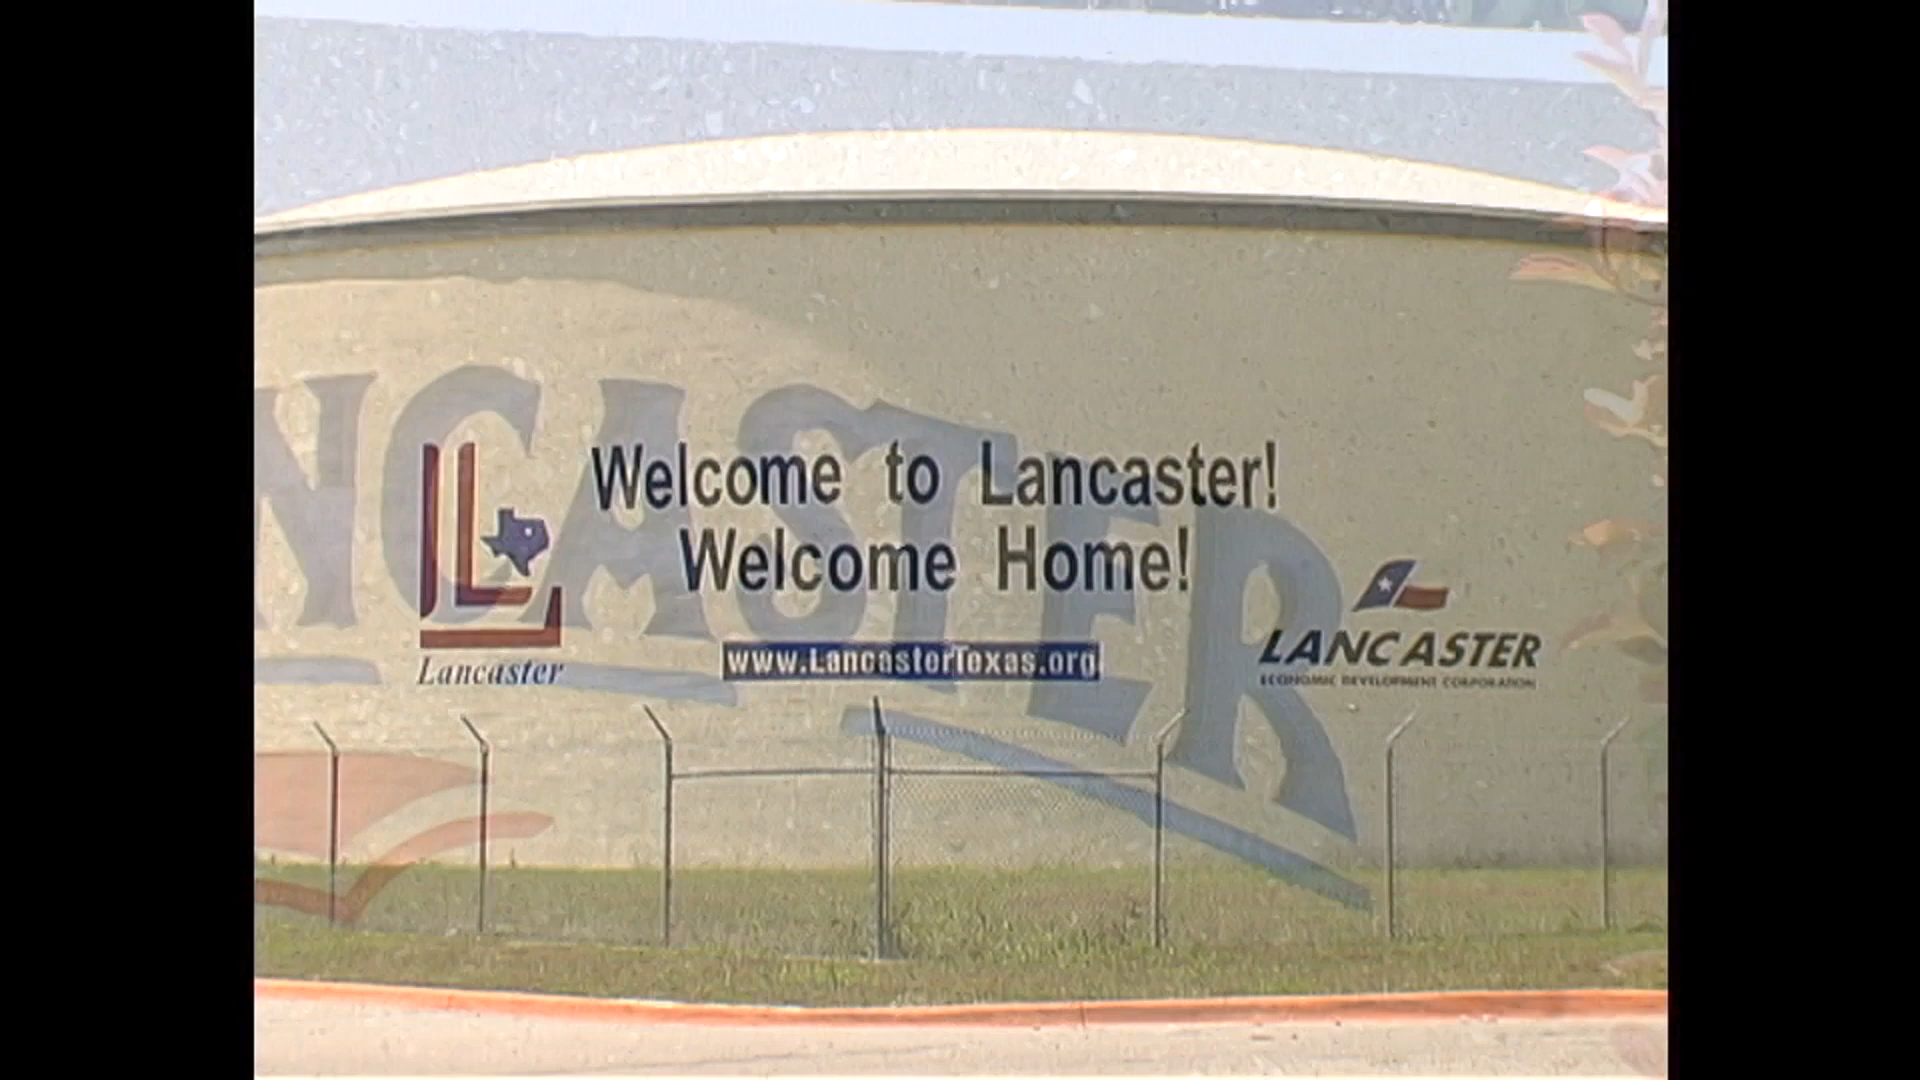 NCASTER
Welcome to Lancaster!
Welcome Home!
www.LancasterTexas.org
L
Lancaster
LANCASTER
ECONOMIC DEVELOPMENT CORPORATION